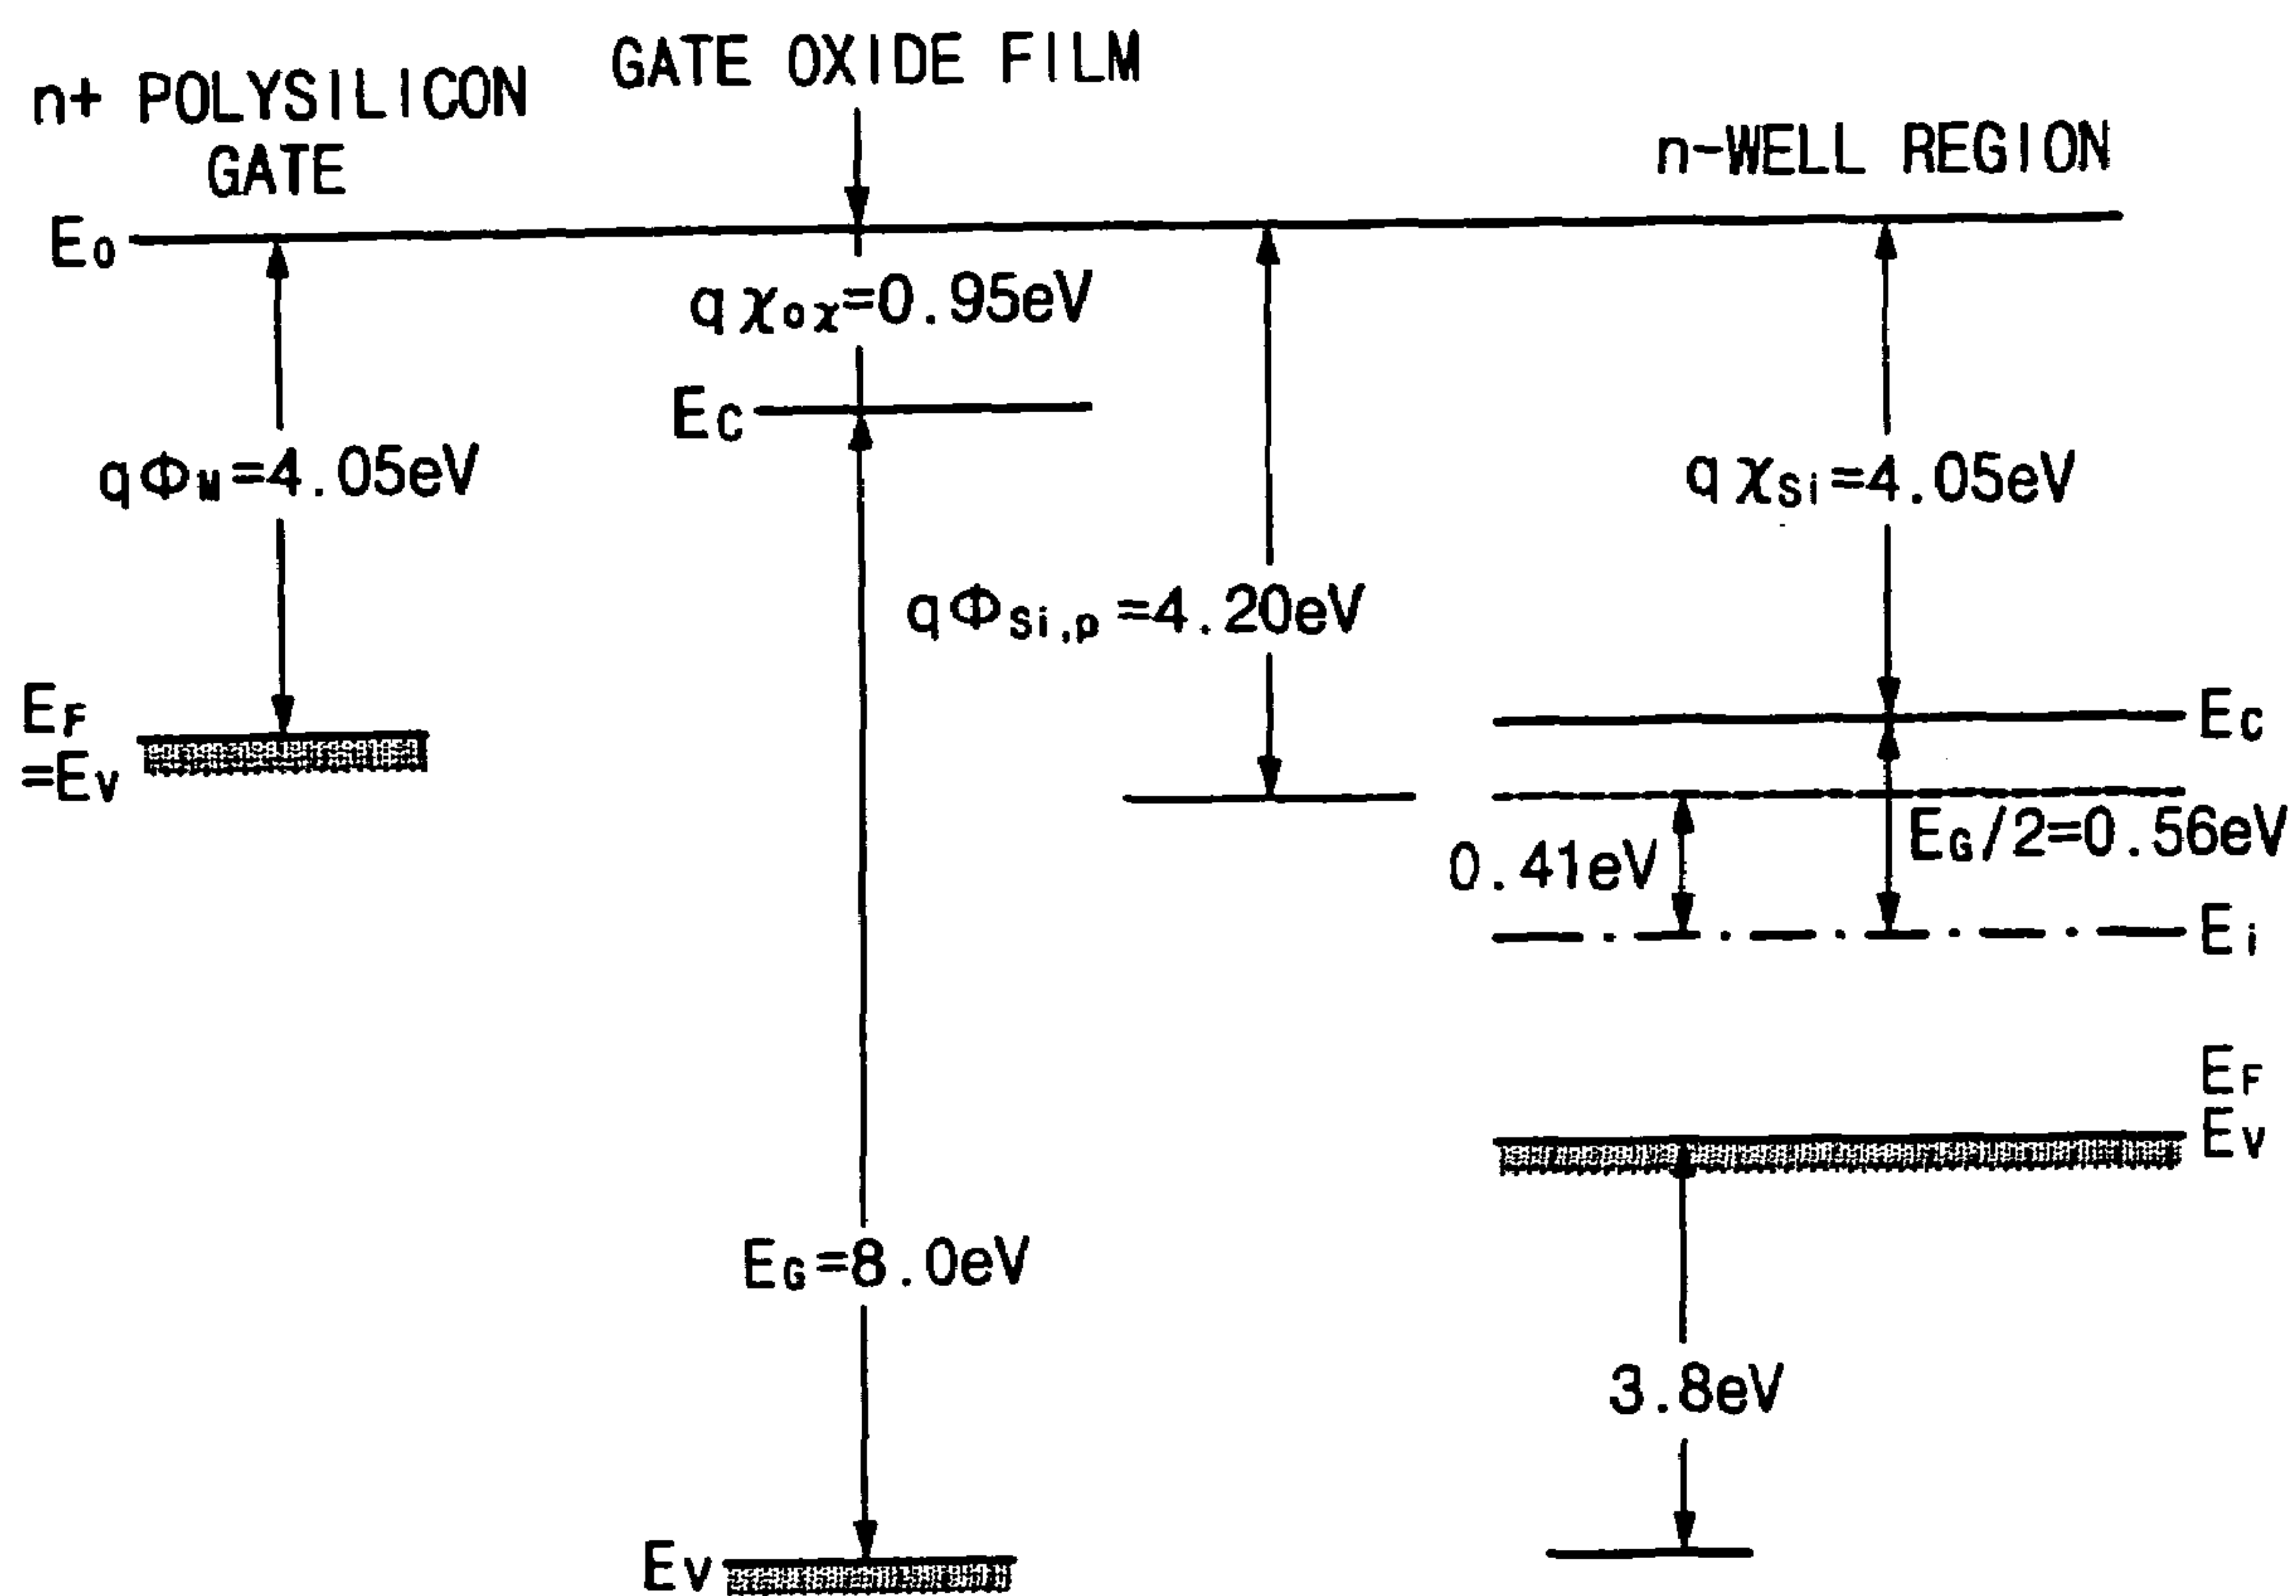 n+ POLYSILICON
GATE
GATE OXIDE FILM
n-WELL REGION
E0
qχox=0.95eV
EC
qΦM=4.05eV
qχSi=4.05eV
qΦSi,p=4.20eV
EF
=EV
EC
EG/2=0.56eV
0.41eV
Ei
EF
EV
EG=8.0eV
3.8eV
EV